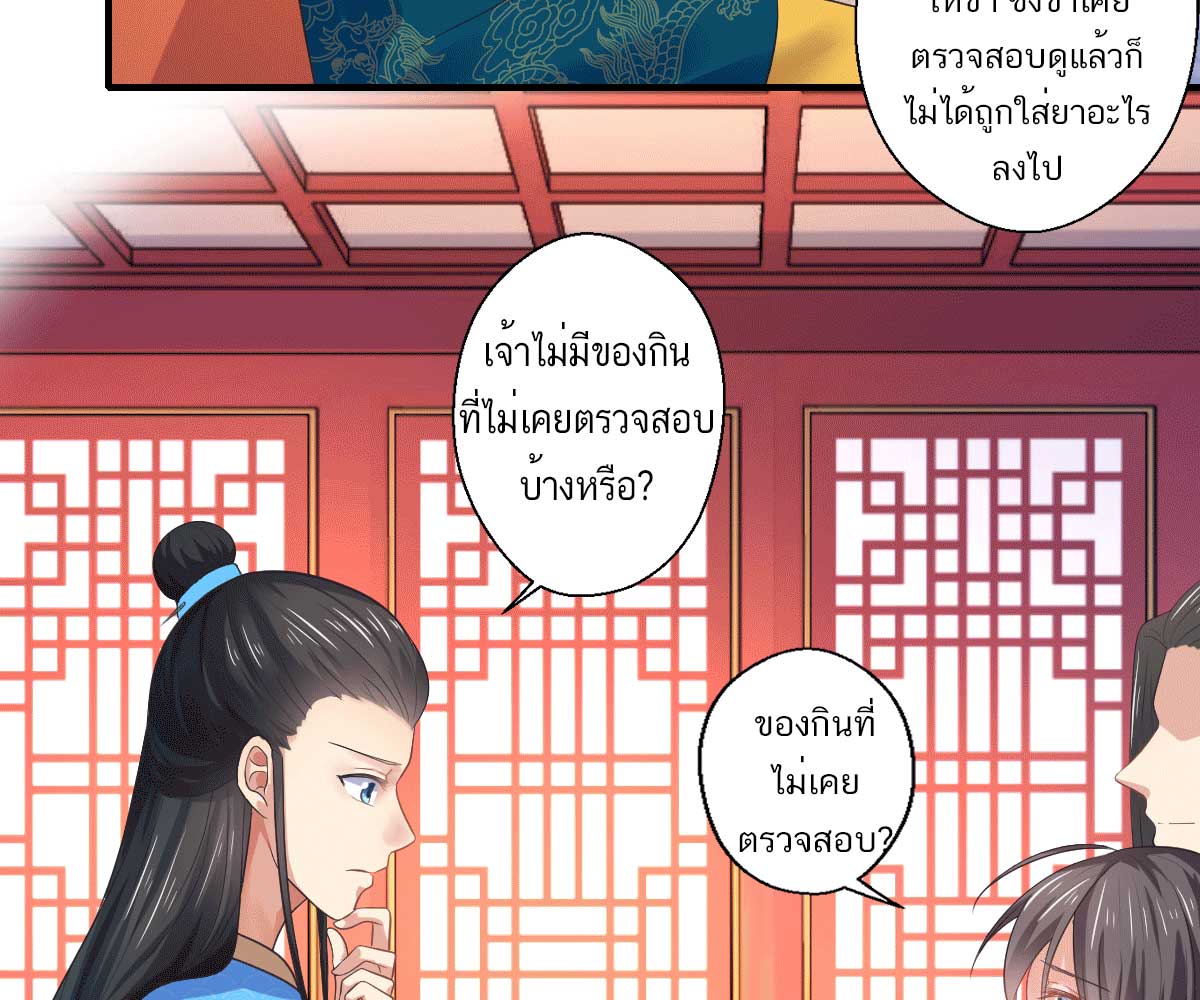 ตรวจสอบดูแล้วก็
ไม่ได้ถูกใส่ยาอะไร
ลงไป
เจ้าไม่มีของกิน
ที่ไม่เคยตรวจสอบ
บ้างหรือ?
ของกินที่
ไม่เคย
ตรวจสอบ?